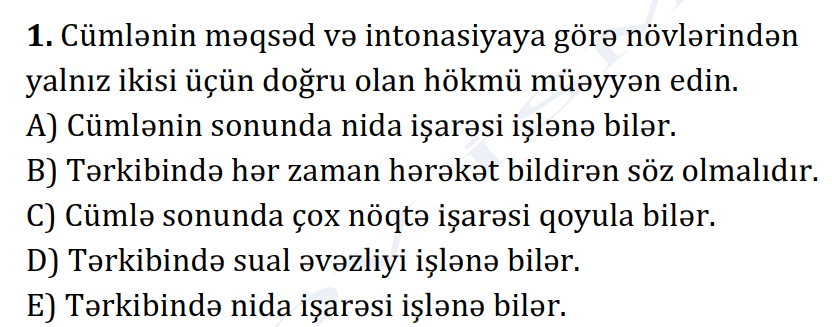 1. Cümlənin məqsəd və intonasiyaya görə növlərindən
yalnız ikisi üçün doğru olan hökmü müəyyən edin.
A) Cümlənin sonunda nida işarəsi işlənə bilər.
B) Tərkibində hər zaman hərəkət bildirən söz olmalıdır.
C) Cümlə sonunda çox nöqtə işarəsi qoyula bilər.
D) Tərkibində sual əvəzliyi işlənə bilər.
E) Tərkibində nida işarəsi işlənə bilər.